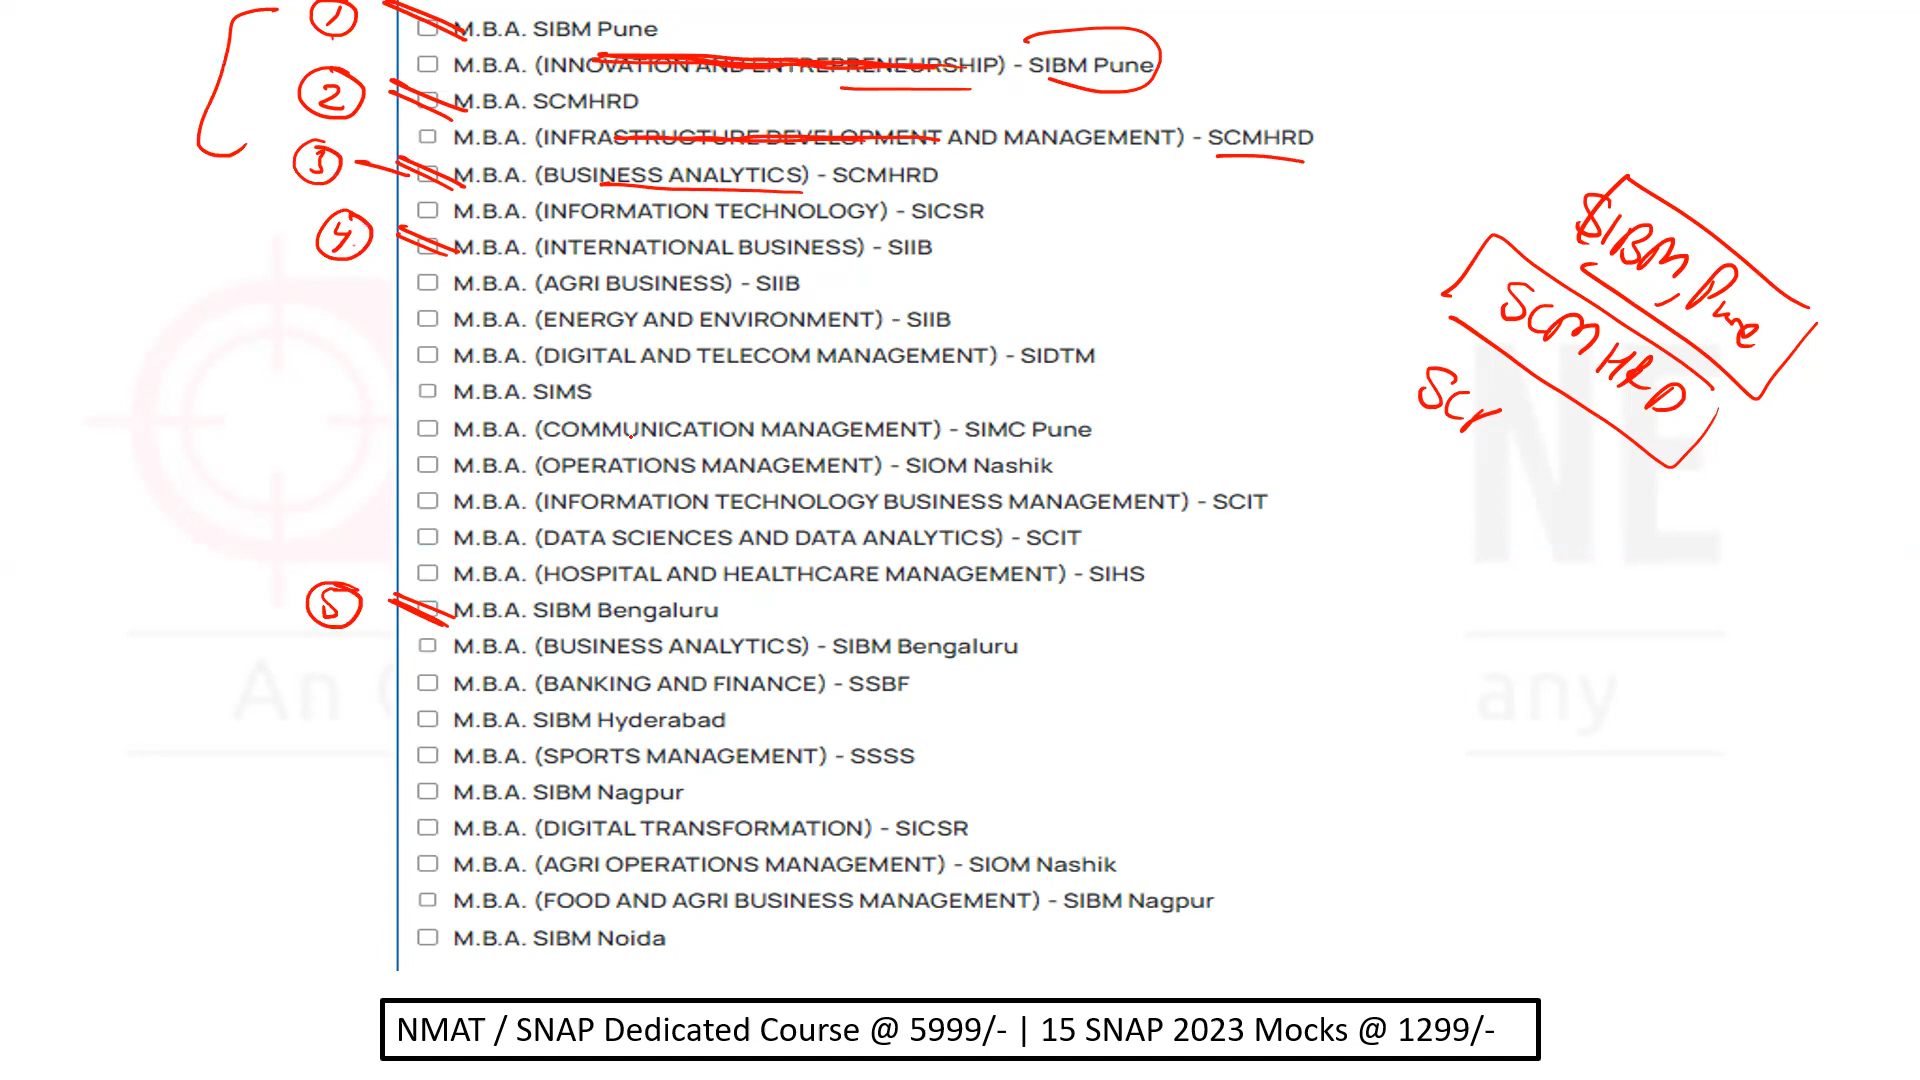 1
M.B.A. SIBM Pune
M.B.A. (INNOVATION AND ENTREPRENEURSHIP) - SIBM Pune
2
M.B.A. SCMHRD
M.B.A. (INFRASTRUCTURE DEVELOPMENT AND MANAGEMENT) - SCMHRD
3
M.B.A. (BUSINESS ANALYTICS) - SCMHRD
M.B.A. (INFORMATION TECHNOLOGY) - SICSR
4
M.B.A. (INTERNATIONAL BUSINESS) - SIIB
M.B.A. (AGRI BUSINESS) - SIIB
M.B.A. (ENERGY AND ENVIRONMENT) - SIIB
M.B.A. (DIGITAL AND TELECOM MANAGEMENT) - SIDTM
M.B.A. SIMS
M.B.A. (COMMUNICATION MANAGEMENT) - SIMC Pune
M.B.A. (OPERATIONS MANAGEMENT) - SIOM Nashik
M.B.A. (INFORMATION TECHNOLOGY BUSINESS MANAGEMENT) - SCIT
M.B.A. (DATA SCIENCES AND DATA ANALYTICS) - SCIT
M.B.A. (HOSPITAL AND HEALTHCARE MANAGEMENT) - SIHS
5
M.B.A. SIBM Bengaluru
M.B.A. (BUSINESS ANALYTICS) - SIBM Bengaluru
M.B.A. (BANKING AND FINANCE) - SSBF
M.B.A. SIBM Hyderabad
M.B.A. (SPORTS MANAGEMENT) - SSSS
M.B.A. SIBM Nagpur
M.B.A. (DIGITAL TRANSFORMATION) - SICSR
M.B.A. (AGRI OPERATIONS MANAGEMENT) - SIOM Nashik
M.B.A. (FOOD AND AGRI BUSINESS MANAGEMENT) - SIBM Nagpur
M.B.A. SIBM Noida
SIBM, Pune
SCMHRD
NE
An
any
NMAT / SNAP Dedicated Course @ 5999/- | 15 SNAP 2023 Mocks @ 1299/-